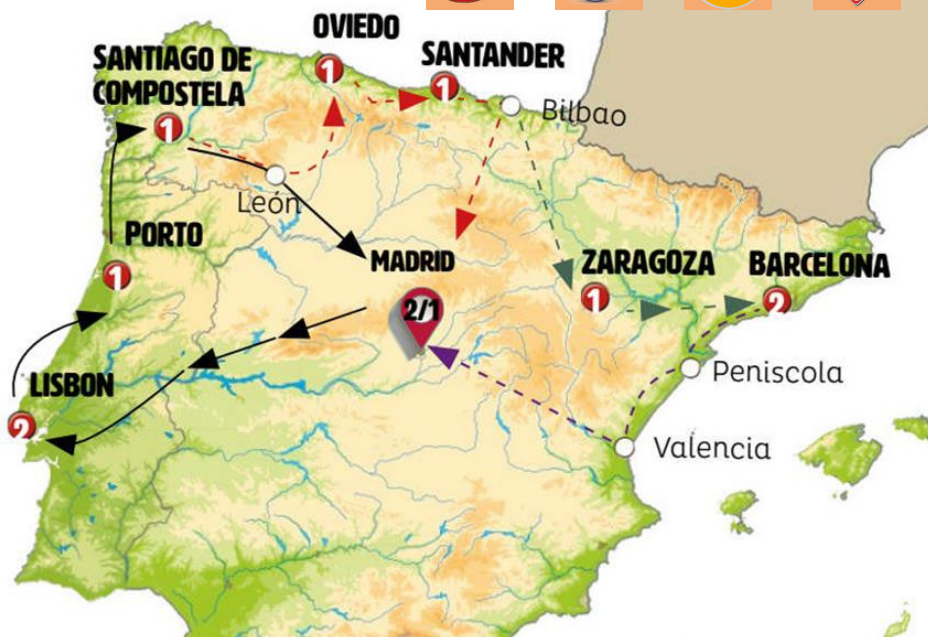 OVIEDO
1
SANTANDER
1
SANTIAGO DE
COMPOSTELA
1
Bilbao
León
PORTO
1
MADRID
2/1
ZARAGOZA
1
BARCELONA
2
LISBON
2
Peniscola
Valencia